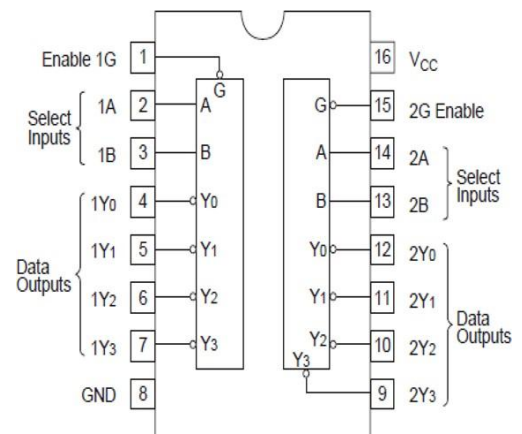 Enable 1G 1
Select Inputs
1A 2 A
1B 3 B
G
Data Outputs
1Y0 4 Y0
1Y1 5 Y1
1Y2 6 Y2
1Y3 7 Y3
GND 8
16 VCC
G 15 2G Enable
A 14 2A
B 13 2B
Select Inputs
Y0 12 2Y0
Y1 11 2Y1
Y2 10 2Y2
Y3 9 2Y3
Data Outputs